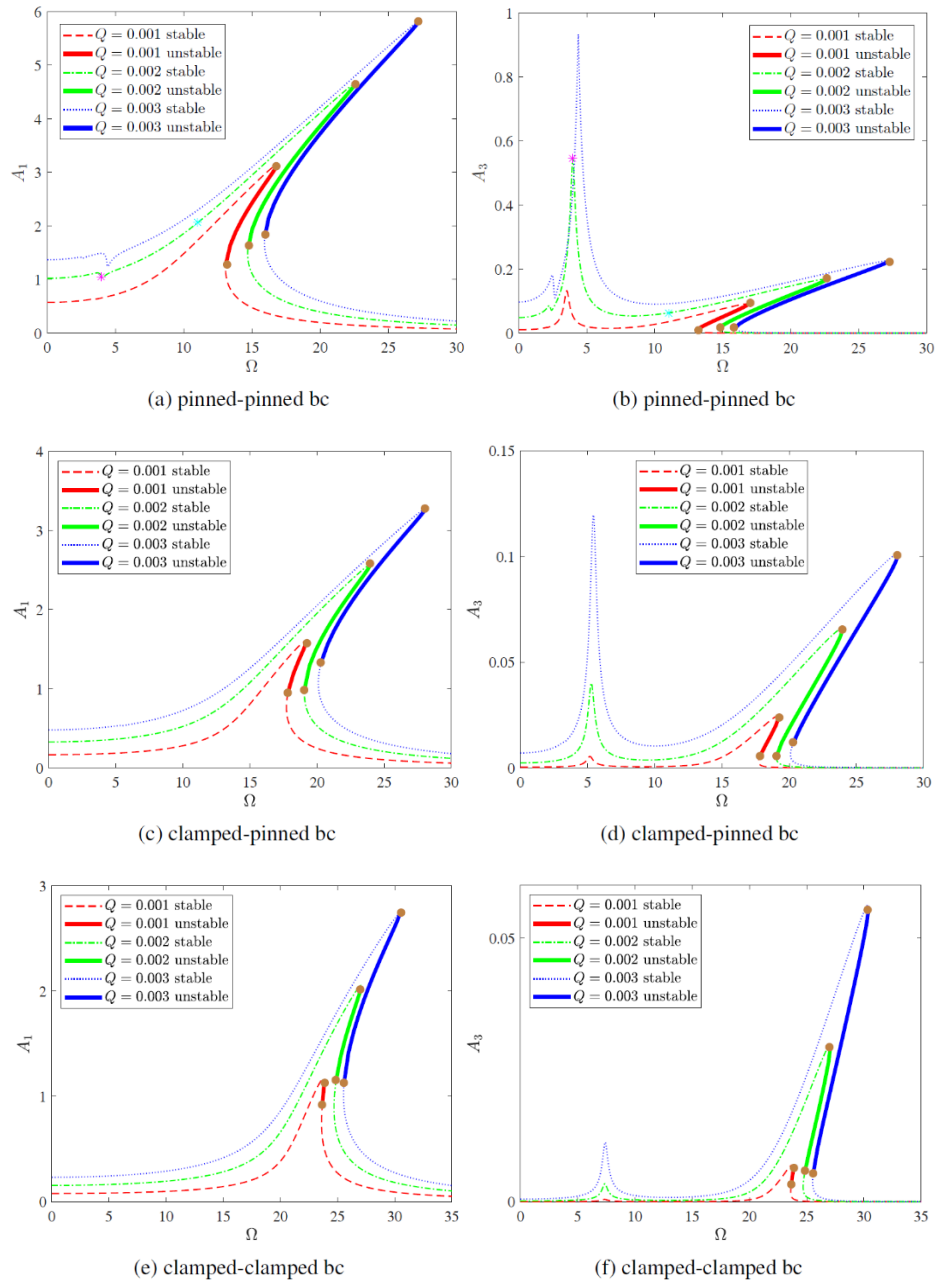 6
5
4
3
2
1
0
A₁
Q = 0.001 stable
Q = 0.001 unstable
Q = 0.002 stable
Q = 0.002 unstable
Q = 0.003 stable
Q = 0.003 unstable
0 5 10 15 20 25 30
Ω
(a) pinned-pinned bc
1
0.8
0.6
0.4
0.2
0
A₃
Q = 0.001 stable
Q = 0.001 unstable
Q = 0.002 stable
Q = 0.002 unstable
Q = 0.003 stable
Q = 0.003 unstable
0 5 10 15 20 25 30
Ω
(b) pinned-pinned bc
4
3
2
1
0
A₁
Q = 0.001 stable
Q = 0.001 unstable
Q = 0.002 stable
Q = 0.002 unstable
Q = 0.003 stable
Q = 0.003 unstable
0 5 10 15 20 25 30
Ω
(c) clamped-pinned bc
0.15
0.1
0.05
0
A₃
Q = 0.001 stable
Q = 0.001 unstable
Q = 0.002 stable
Q = 0.002 unstable
Q = 0.003 stable
Q = 0.003 unstable
0 5 10 15 20 25 30
Ω
(d) clamped-pinned bc
3
2
1
0
A₁
Q = 0.001 stable
Q = 0.001 unstable
Q = 0.002 stable
Q = 0.002 unstable
Q = 0.003 stable
Q = 0.003 unstable
0 5 10 15 20 25 30 35
Ω
(e) clamped-clamped bc
0.05
0
A₃
Q = 0.001 stable
Q = 0.001 unstable
Q = 0.002 stable
Q = 0.002 unstable
Q = 0.003 stable
Q = 0.003 unstable
0 5 10 15 20 25 30 35
Ω
(f) clamped-clamped bc